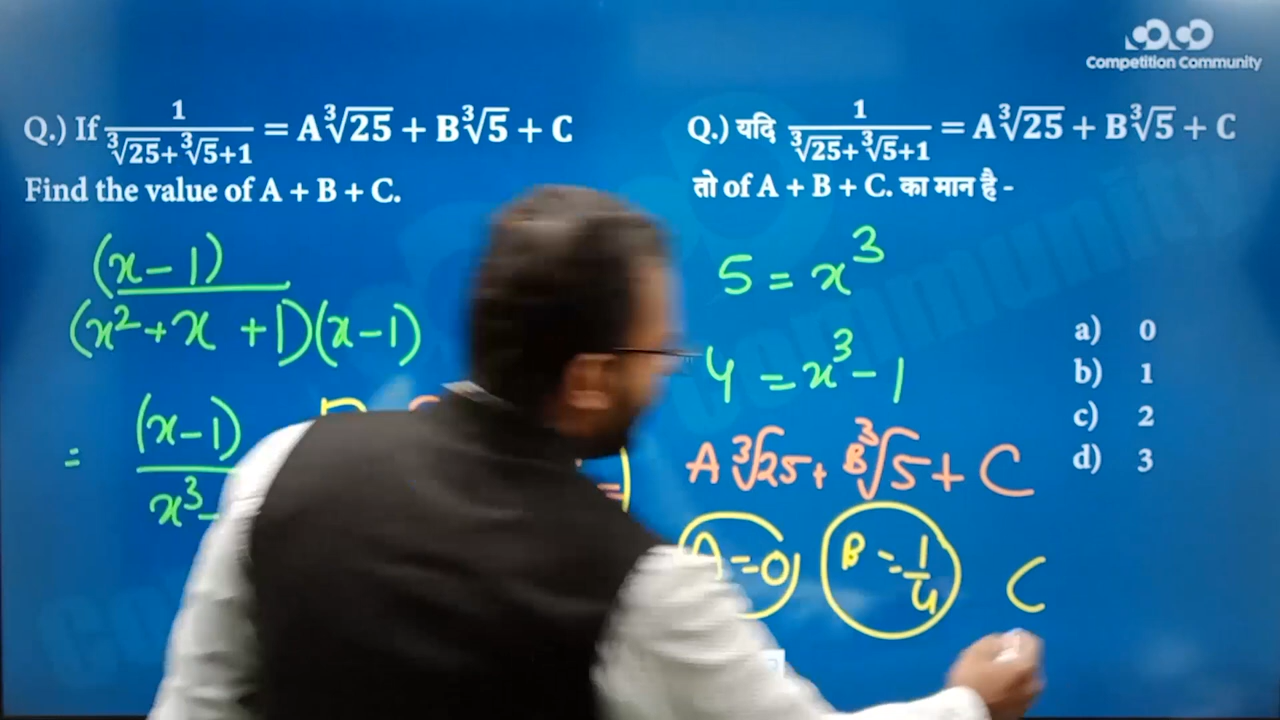 Competition Community
Q.) If 1/(∛25+∛5+1) = A∛25 + B∛5 + C
Find the value of A + B + C.
Q.) यदि 1/(∛25+∛5+1) = A∛25 + B∛5 + C
तो of A + B + C. का मान है -
(x-1)
(x²+x+1)(x-1)
= (x-1)
x³-
5 = x³
4 = x³-1
A∛25 + B∛5 + C
A=0 B=1/4 C
a) 0
b) 1
c) 2
d) 3